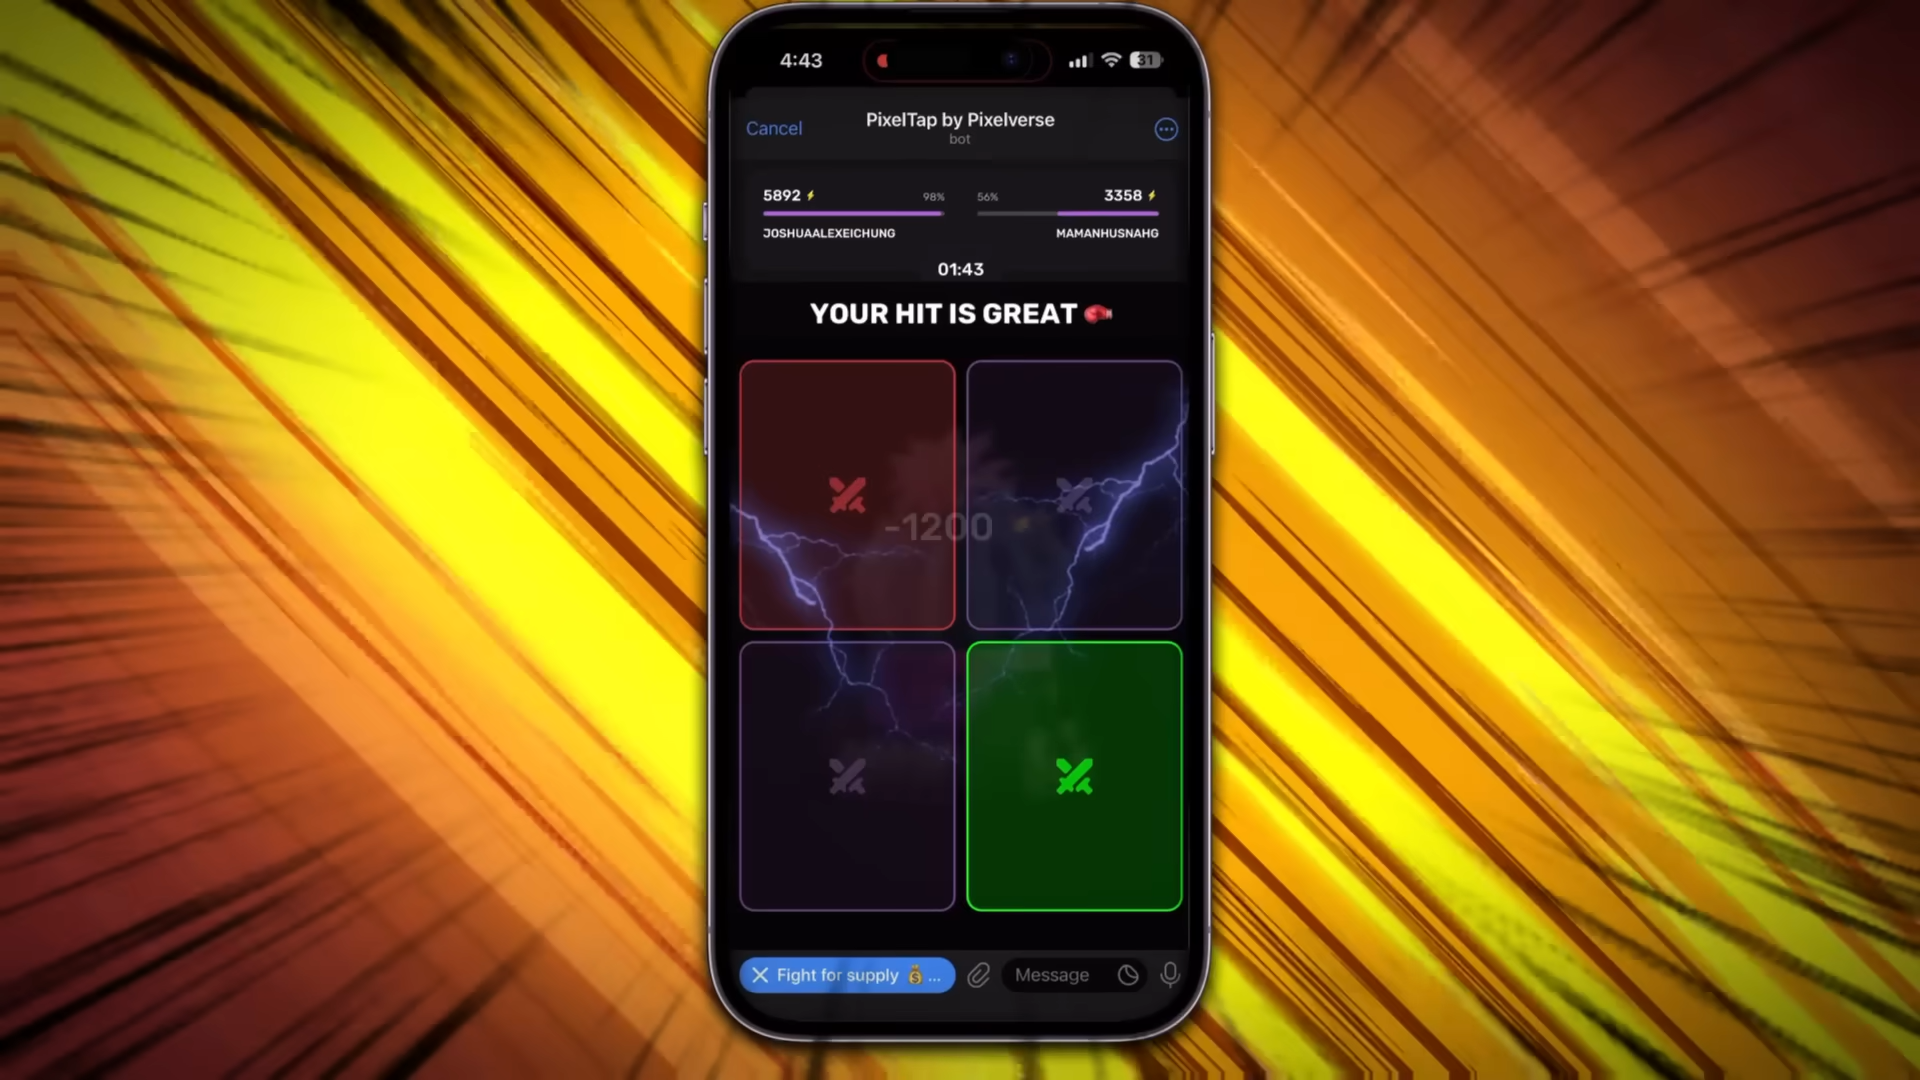 4:43
31
Cancel
PixelTap by Pixelverse
bot
5892 98% 56% 3358
JOSHUAALEXEICHUNG MAMANHUSNAHG
01:43
YOUR HIT IS GREAT
-1200
Fight for supply 💰...
Message